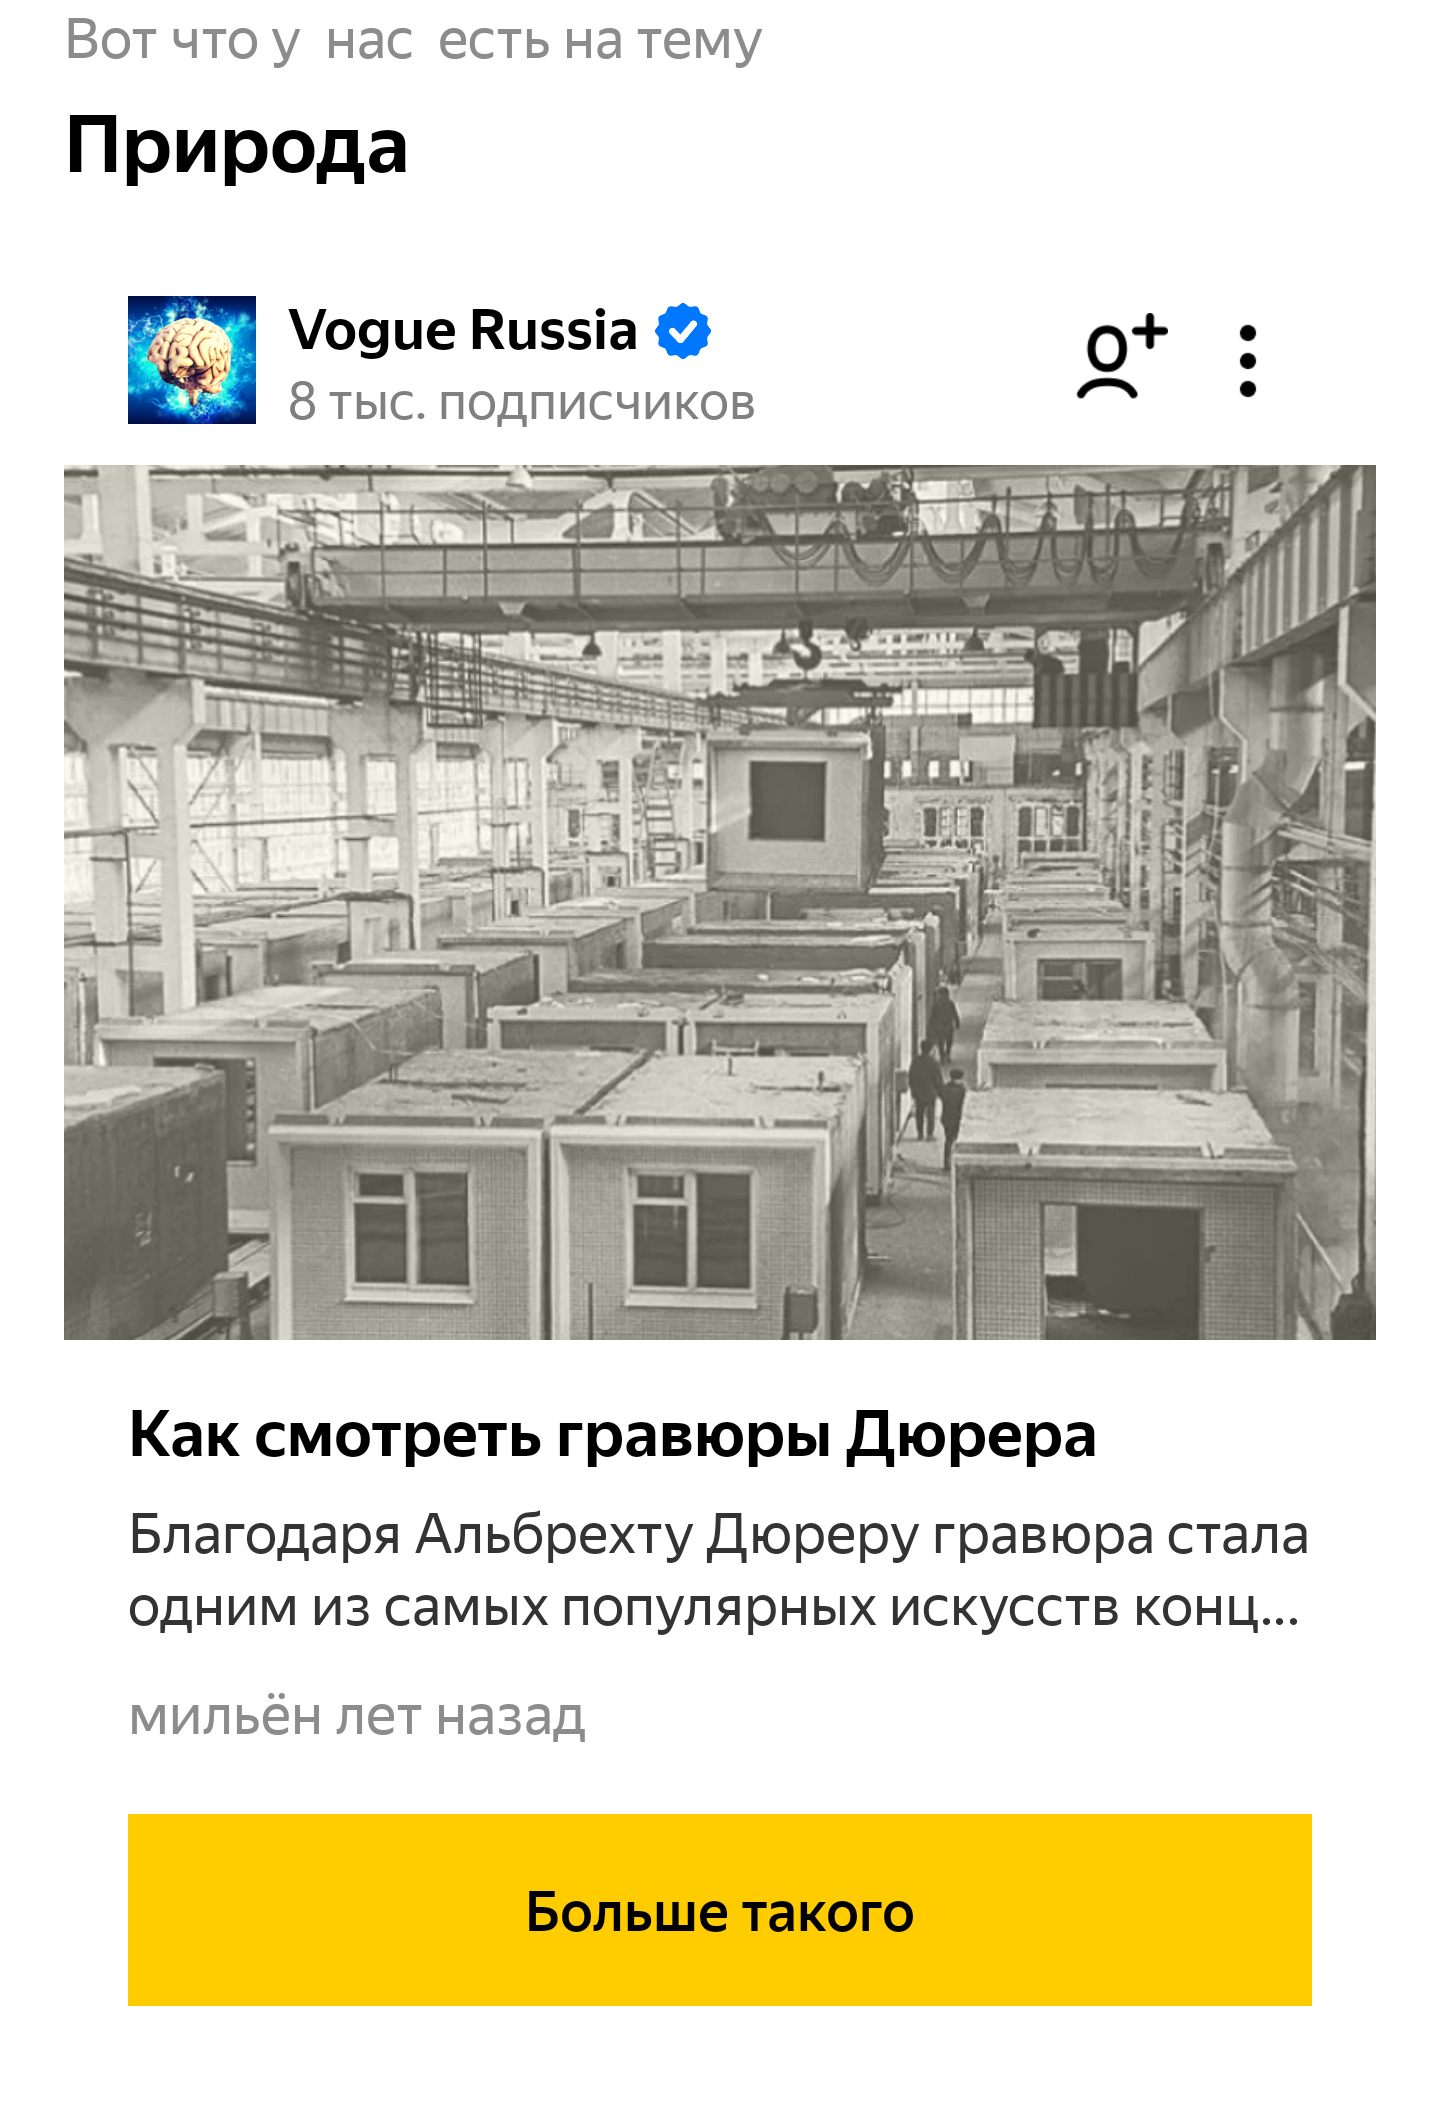 Вот что у нас есть на тему
Природа
Vogue Russia
8 тыс. подписчиков
Как смотреть гравюры Дюрера
Благодаря Альбрехту Дюреру гравюра стала
одним из самых популярных искусств конц...
мильён лет назад
Больше такого